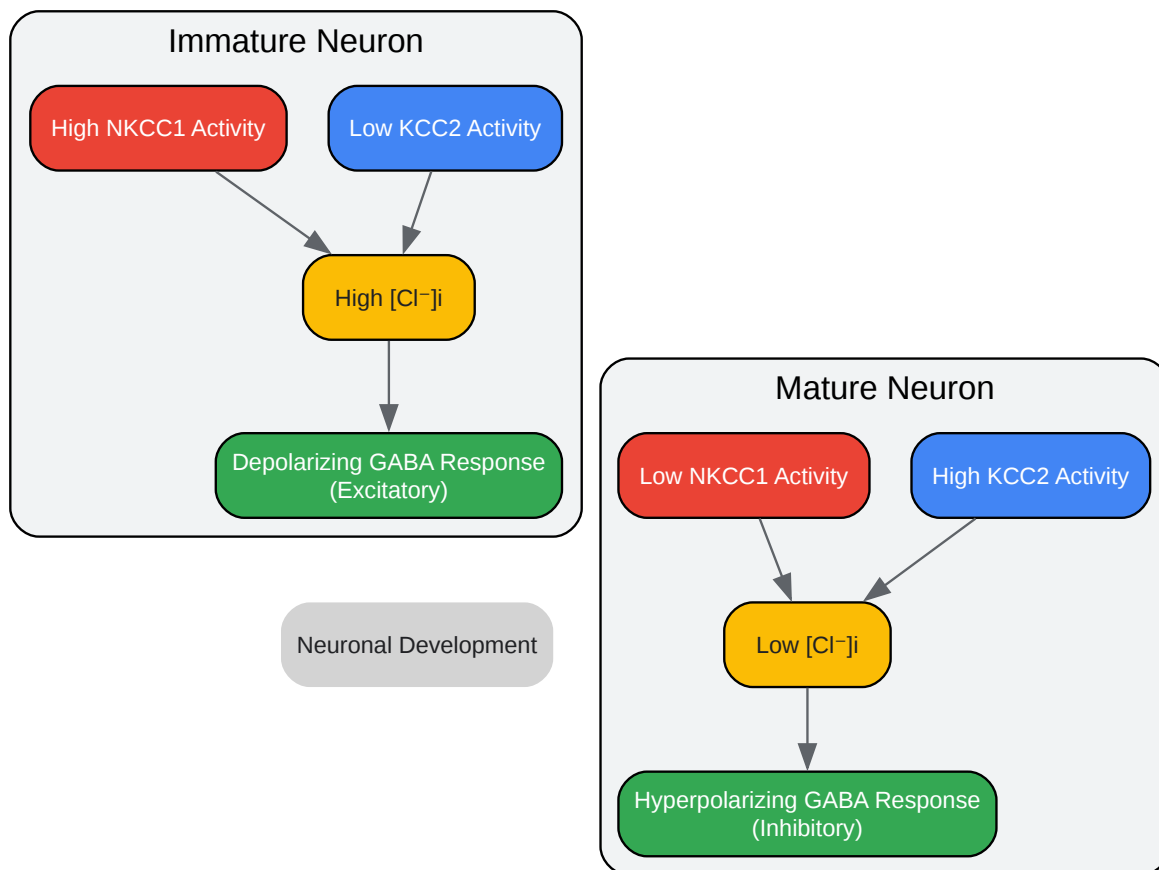 Immature Neuron
High NKCC1 Activity
Low KCC2 Activity
High [Cl⁻]i
Depolarizing GABA Response
(Excitatory)
Neuronal Development
Mature Neuron
Low NKCC1 Activity
High KCC2 Activity
Low [Cl⁻]i
Hyperpolarizing GABA Response
(Inhibitory)